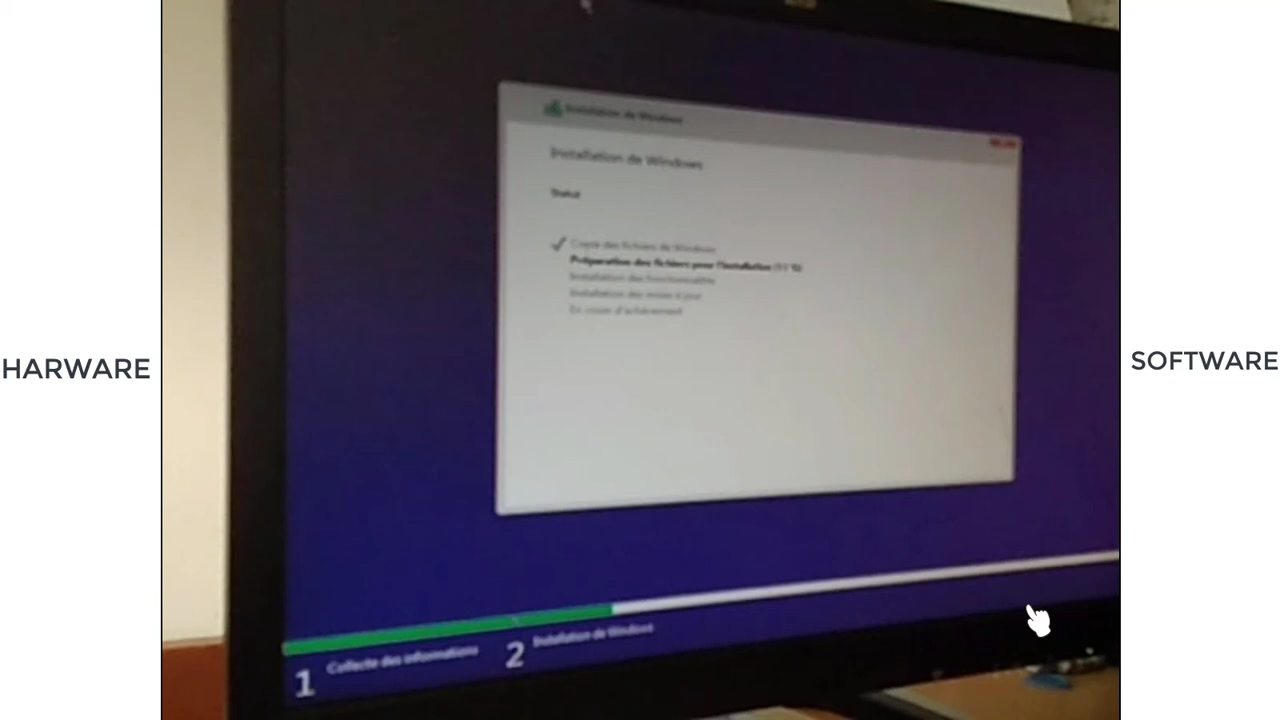 HARWARE
SOFTWARE
Installation de Windows
Installation de Windows
Statut
Copie des fichiers de Windows
Préparation des fichiers pour l'installation
Installation des fonctionnalités
Installation des mises à jour
En cours d'achèvement
1 Collecte des informations
2 Installation de Windows